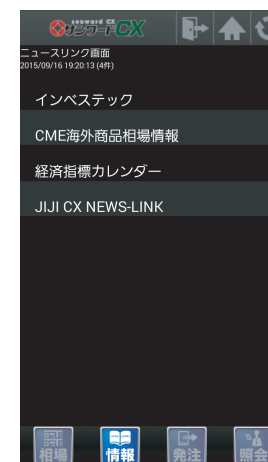 sunward CX
サンワードCX
ニュースリンク画面
2015/09/16 19:20:13 (4件)
インベステック
CME海外商品相場情報
経済指標カレンダー
JIJI CX NEWS-LINK
相場
情報
発注
照会